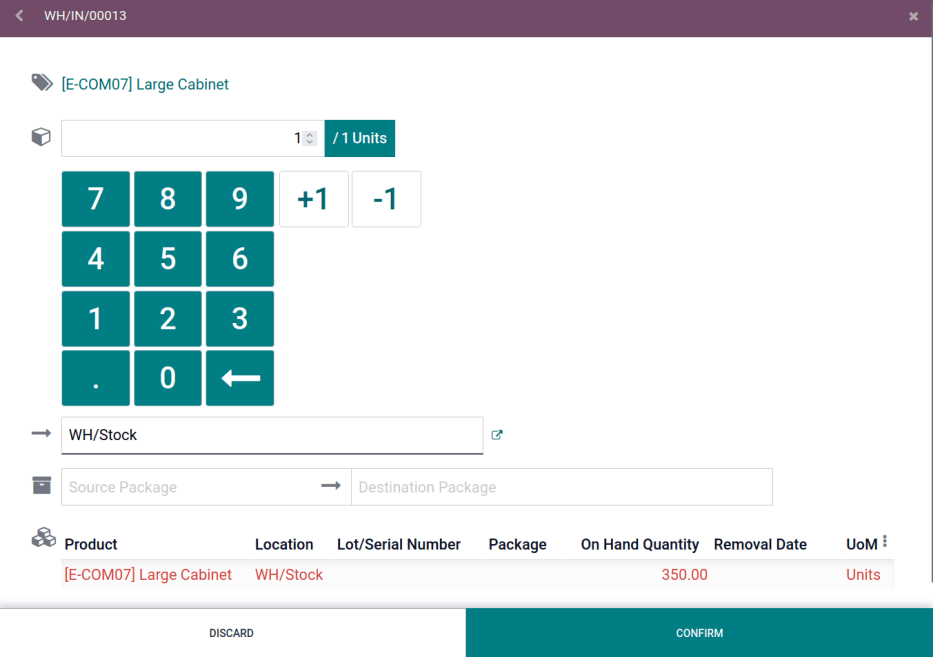 WH/IN/00013
[E-COM07] Large Cabinet
1 / 1 Units
7 8 9 +1 -1
4 5 6
1 2 3
. 0
WH/Stock
Source Package Destination Package
Product Location Lot/Serial Number Package On Hand Quantity Removal Date UoM
[E-COM07] Large Cabinet WH/Stock 350.00 Units
DISCARD CONFIRM